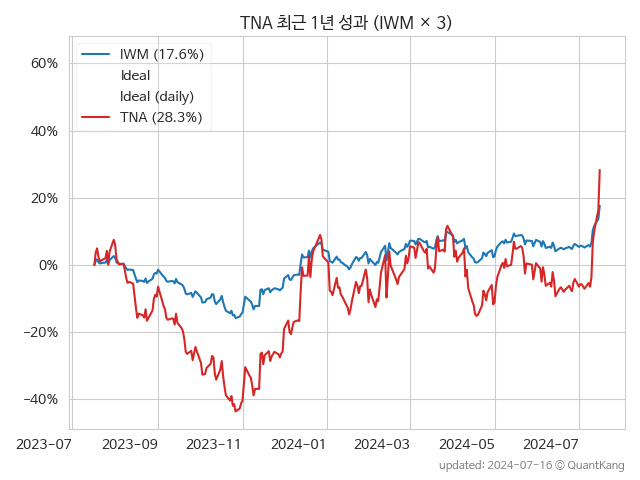 TNA 최근 1년 성과 (IWM × 3)
IWM (17.6%)
Ideal
Ideal (daily)
TNA (28.3%)
60%
40%
20%
0%
−20%
−40%
2023−07
2023−09
2023−11
2024−01
2024−03
2024−05
2024−07
updated: 2024-07-16 © QuantKang